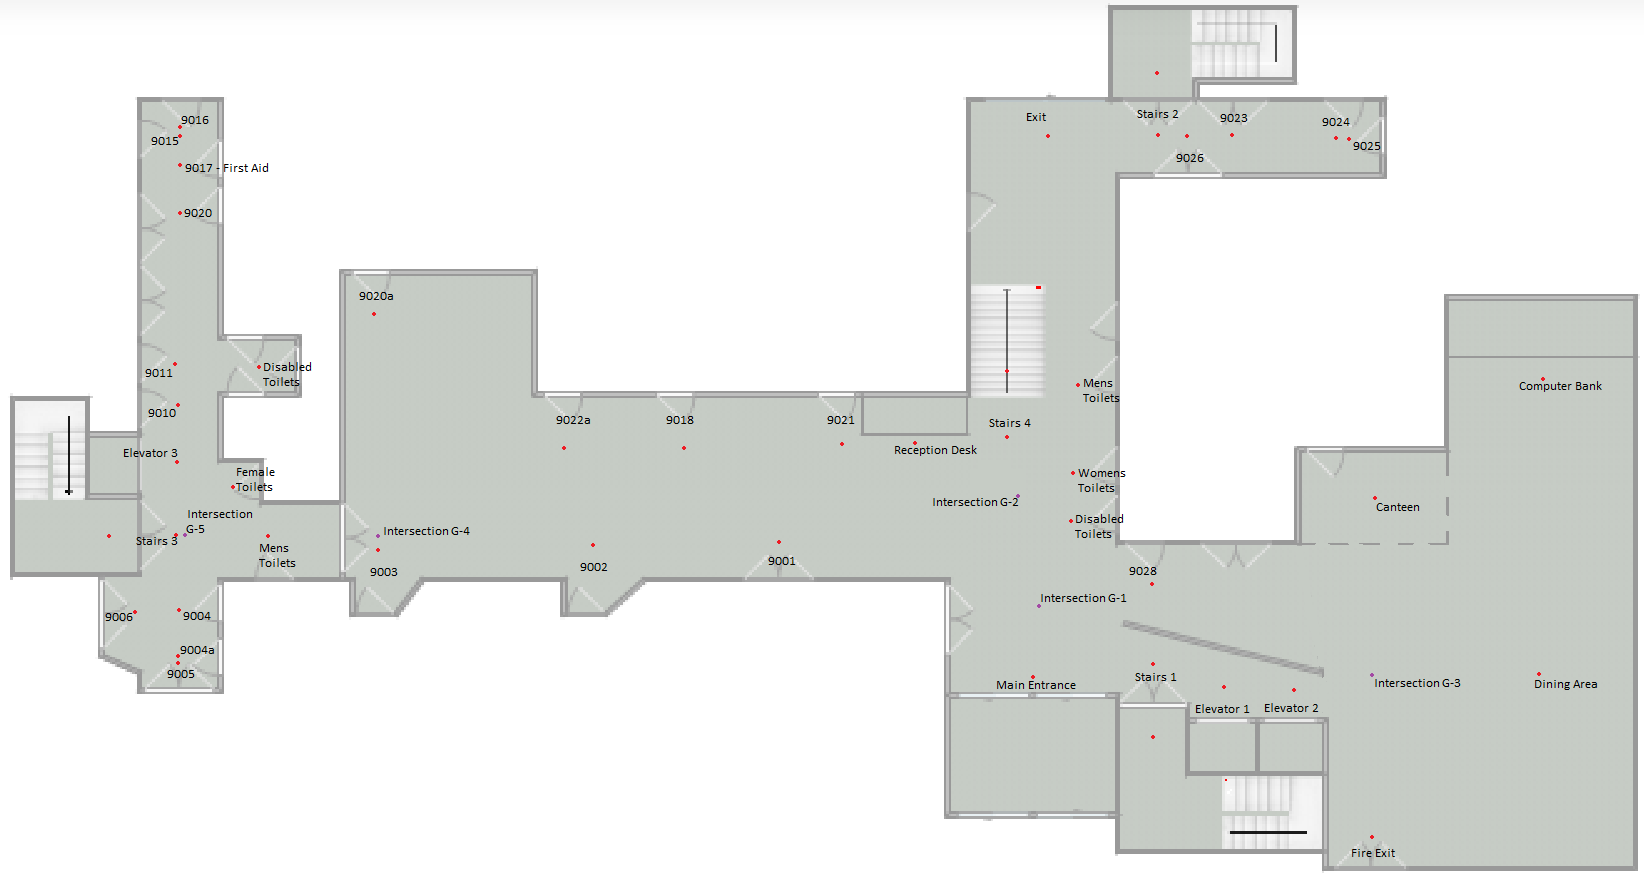 Exit
Stairs 2
9023
9024
9025
9026
9016
9015
9017 - First Aid
9020
9020a
9011
Disabled
Toilets
9010
Elevator 3
Female
Toilets
Intersection
G-5
Stairs 3
Mens
Toilets
9022a
9018
9021
Reception Desk
Stairs 4
Mens
Toilets
Womens
Toilets
Intersection G-2
Disabled
Toilets
Intersection G-4
9003
9002
9001
9028
Intersection G-1
9006
9004
9004a
9005
Main Entrance
Stairs 1
Elevator 1
Elevator 2
Intersection G-3
Dining Area
Computer Bank
Canteen
Fire Exit